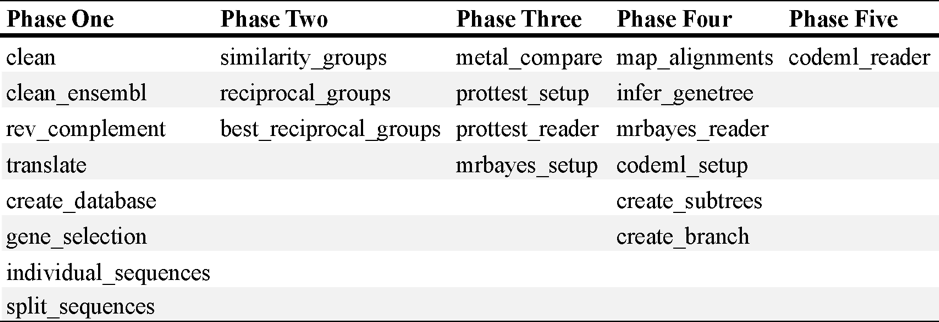 Phase One Phase Two Phase Three Phase Four Phase Five
clean similarity_groups metal_compare map_alignments codeml_reader
clean_ensembl reciprocal_groups prottest_setup infer_genetree
rev_complement best_reciprocal_groups prottest_reader mrbayes_reader
translate mrbayes_setup codeml_setup
create_database create_subtrees
gene_selection create_branch
individual_sequences
split_sequences